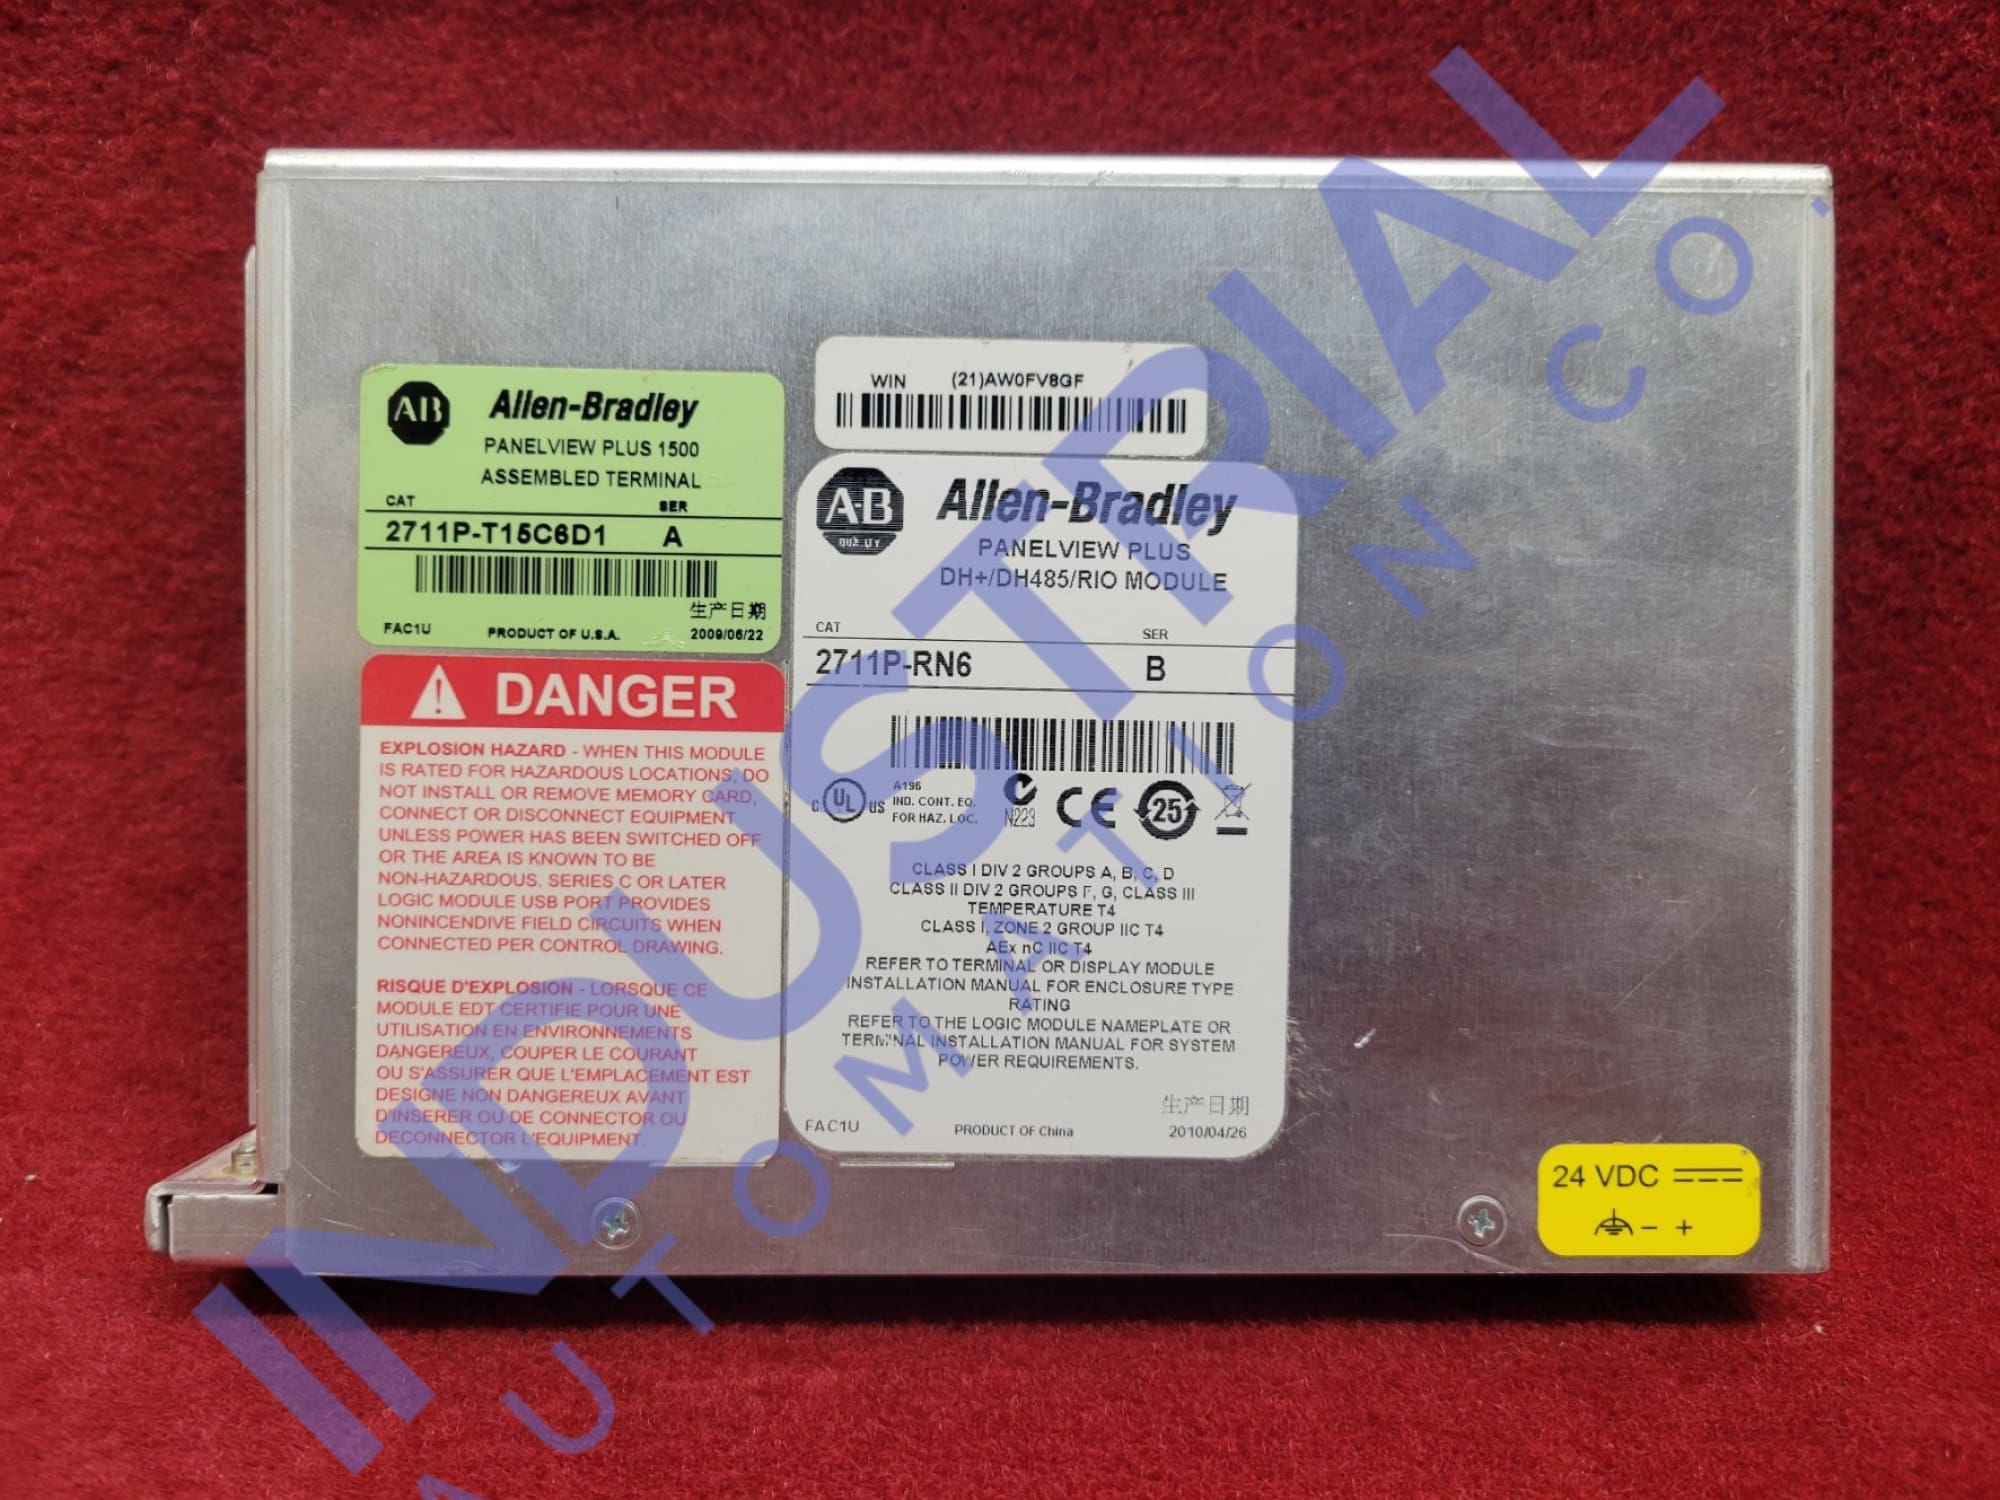 AB Allen-Bradley
PANELVIEW PLUS 1500
ASSEMBLED TERMINAL
CAT SER
2711P-T15C6D1 A
生产日期
FAC1U PRODUCT OF U.S.A. 2009/06/22
DANGER
EXPLOSION HAZARD - WHEN THIS MODULE
IS RATED FOR HAZARDOUS LOCATIONS, DO
NOT INSTALL OR REMOVE MEMORY CARD,
CONNECT OR DISCONNECT EQUIPMENT
UNLESS POWER HAS BEEN SWITCHED OFF
OR THE AREA IS KNOWN TO BE
NON-HAZARDOUS. SERIES C OR LATER
LOGIC MODULE USB PORT PROVIDES
NONINCENDIVE FIELD CIRCUITS WHEN
CONNECTED PER CONTROL DRAWING.
RISQUE D'EXPLOSION - LORSQUE CE
MODULE EDT CERTIFIE POUR UNE
UTILISATION EN ENVIRONNEMENTS
DANGEREUX, COUPER LE COURANT
OU S'ASSURER QUE L'EMPLACEMENT EST
DESIGNE NON DANGEREUX AVANT
D'INSERER OU DE CONNECTOR OU
DECONNECTOR L'EQUIPMENT.
WIN (21)AW0FV8GF
A-B QUALITY Allen-Bradley
PANELVIEW PLUS
DH+/DH485/RIO MODULE
CAT SER
2711P-RN6 B
C UL US
A196
IND. CONT. EQ.
FOR HAZ. LOC.
N223
CE
25
CLASS I DIV 2 GROUPS A, B, C, D
CLASS II DIV 2 GROUPS F, G, CLASS III
TEMPERATURE T4
CLASS I, ZONE 2 GROUP IIC T4
AEx nC IIC T4
REFER TO TERMINAL OR DISPLAY MODULE
INSTALLATION MANUAL FOR ENCLOSURE TYPE
RATING
REFER TO THE LOGIC MODULE NAMEPLATE OR
TERMINAL INSTALLATION MANUAL FOR SYSTEM
POWER REQUIREMENTS.
生产日期
FAC1U PRODUCT OF China 2010/04/26
24 VDC
- +
INDUSTRIAL
AUTOMATION CO.